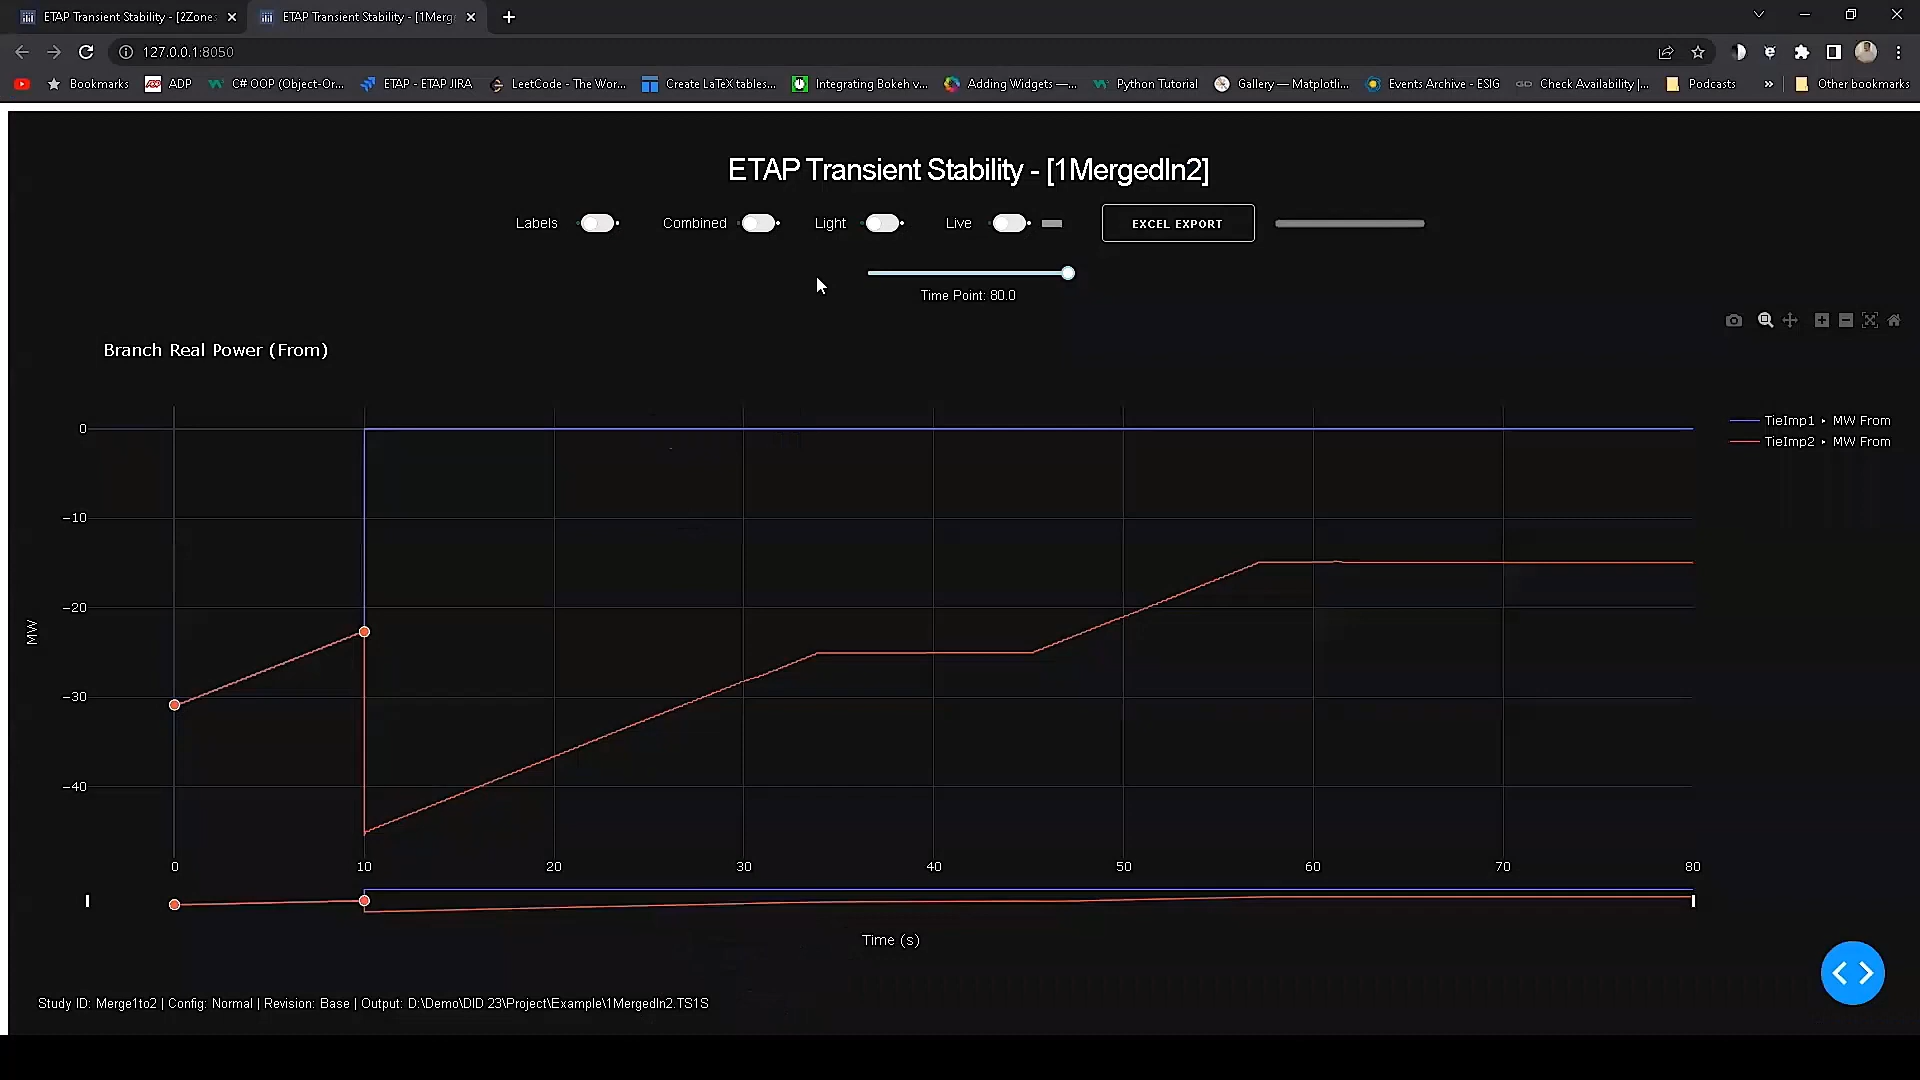 ETAP Transient Stability - [2Zones
ETAP Transient Stability - [1Merg
127.0.0.1:8050
Bookmarks
ADP
C# OOP (Object-Or...
ETAP - ETAP JIRA
LeetCode - The Wor...
Create LaTeX tables...
Integrating Bokeh v...
Adding Widgets —...
Python Tutorial
Gallery — Matplotli...
Events Archive - ESIG
Check Availability |...
Podcasts
»
Other bookmarks
ETAP Transient Stability - [1MergedIn2]
Labels
Combined
Light
Live
EXCEL EXPORT
Time Point: 80.0
Branch Real Power (From)
TieImp1 ▸ MW From
TieImp2 ▸ MW From
0
−10
−20
−30
−40
MW
0 10 20 30 40 50 60 70 80
Time (s)
Study ID: Merge1to2 | Config: Normal | Revision: Base | Output: D:\Demo\DID 23\Project\Example\1MergedIn2.TS1S